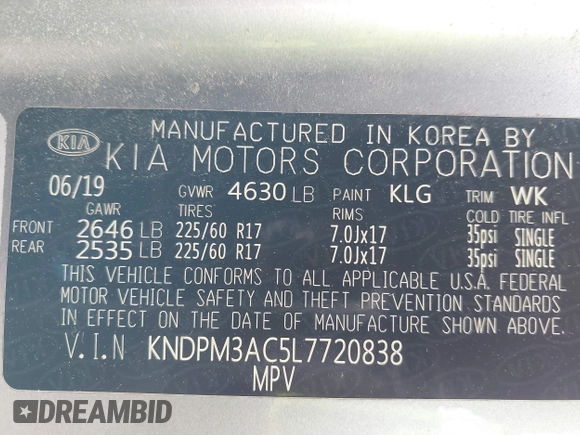 MANUFACTURED IN KOREA BY
KIA KIA MOTORS CORPORATION
06/19 GVWR 4630 LB PAINT KLG TRIM WK
GAWR TIRES RIMS COLD TIRE INFL
FRONT 2646 LB 225/60 R17 7.0Jx17 35psi SINGLE
REAR 2535 LB 225/60 R17 7.0Jx17 35psi SINGLE
THIS VEHICLE CONFORMS TO ALL APPLICABLE U.S.A. FEDERAL
MOTOR VEHICLE SAFETY AND THEFT PREVENTION STANDARDS
IN EFFECT ON THE DATE OF MANUFACTURE SHOWN ABOVE.
V.I.N KNDPM3AC5L7720838
MPV
DREAMBID